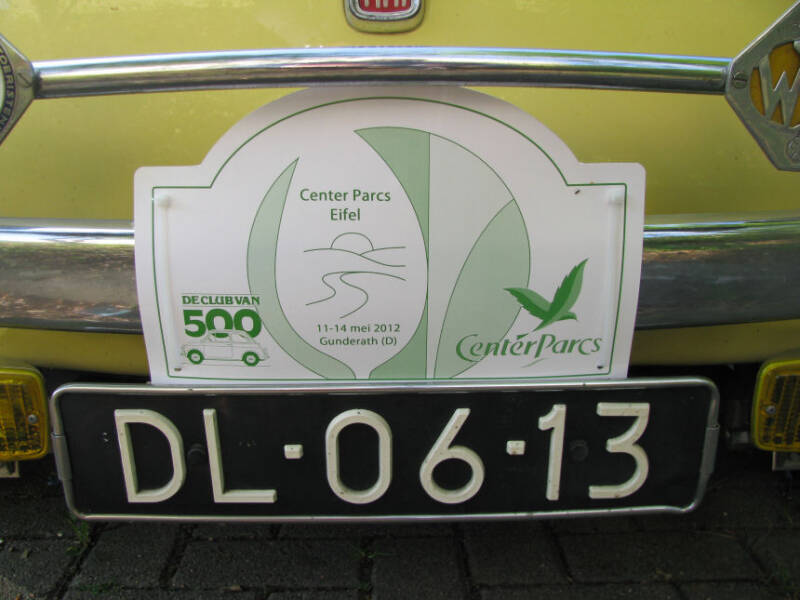 Center Parcs
Eifel
11-14 mei 2012
Gunderath (D)
DE CLUB VAN
500
CenterParcs
DL-06-13